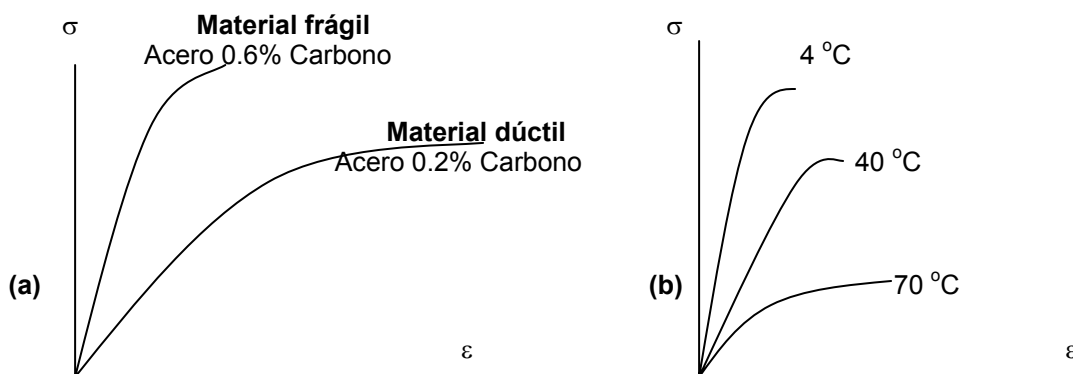 σ
Material frágil
Acero 0.6% Carbono
Material dúctil
Acero 0.2% Carbono
(a)
ε
σ
4 °C
40 °C
(b)
70 °C
ε